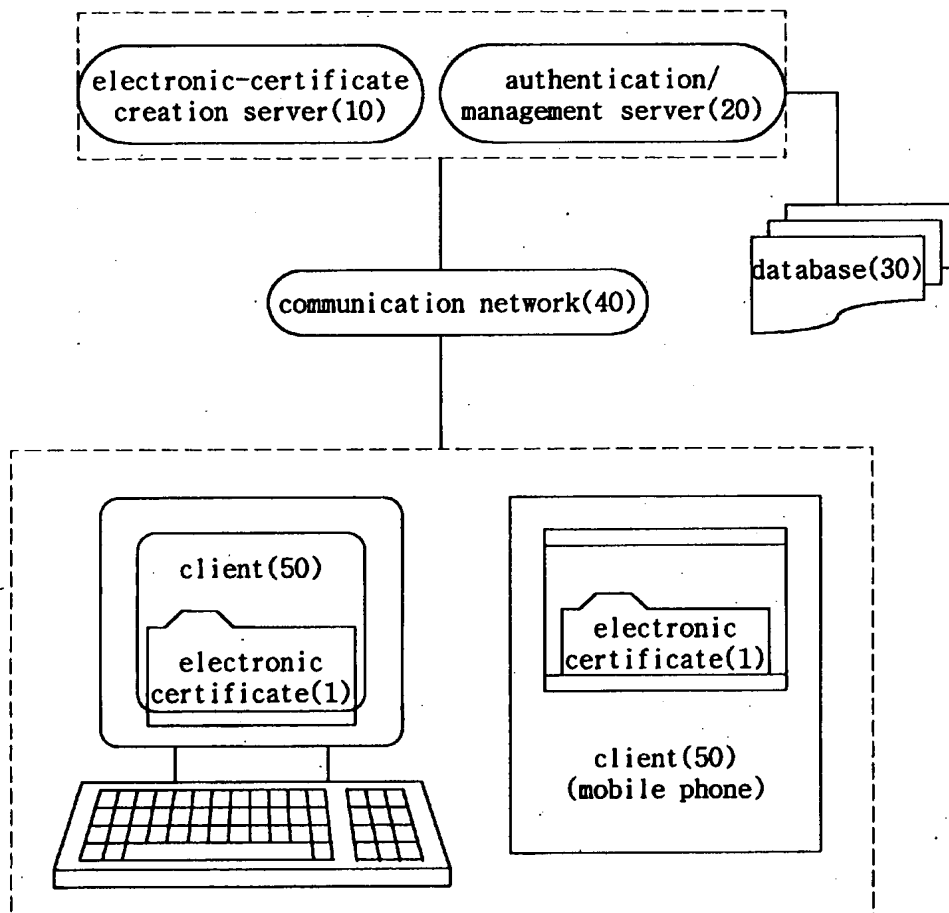 electronic-certificate
creation server(10)
authentication/
management server(20)
database(30)
communication network(40)
client(50)
electronic
certificate(1)
electronic
certificate(1)
client(50)
(mobile phone)